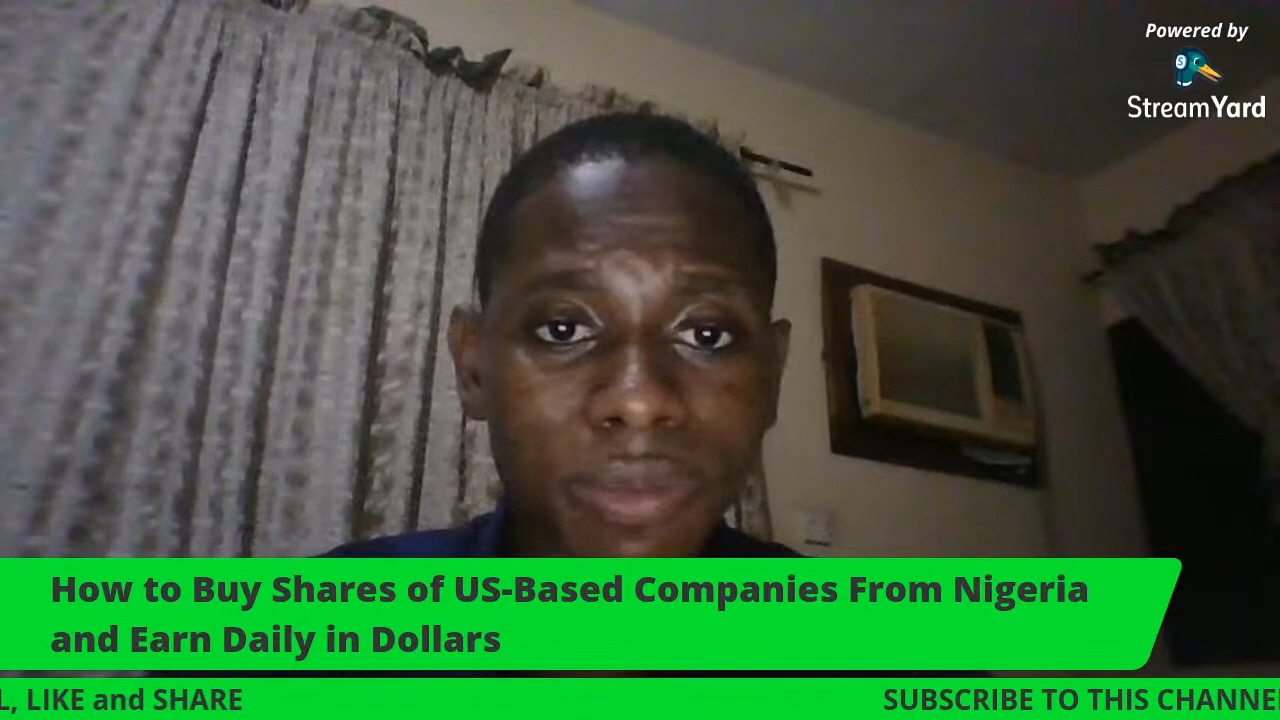 Powered by
StreamYard
How to Buy Shares of US-Based Companies From Nigeria
and Earn Daily in Dollars
L, LIKE and SHARE
SUBSCRIBE TO THIS CHANNE